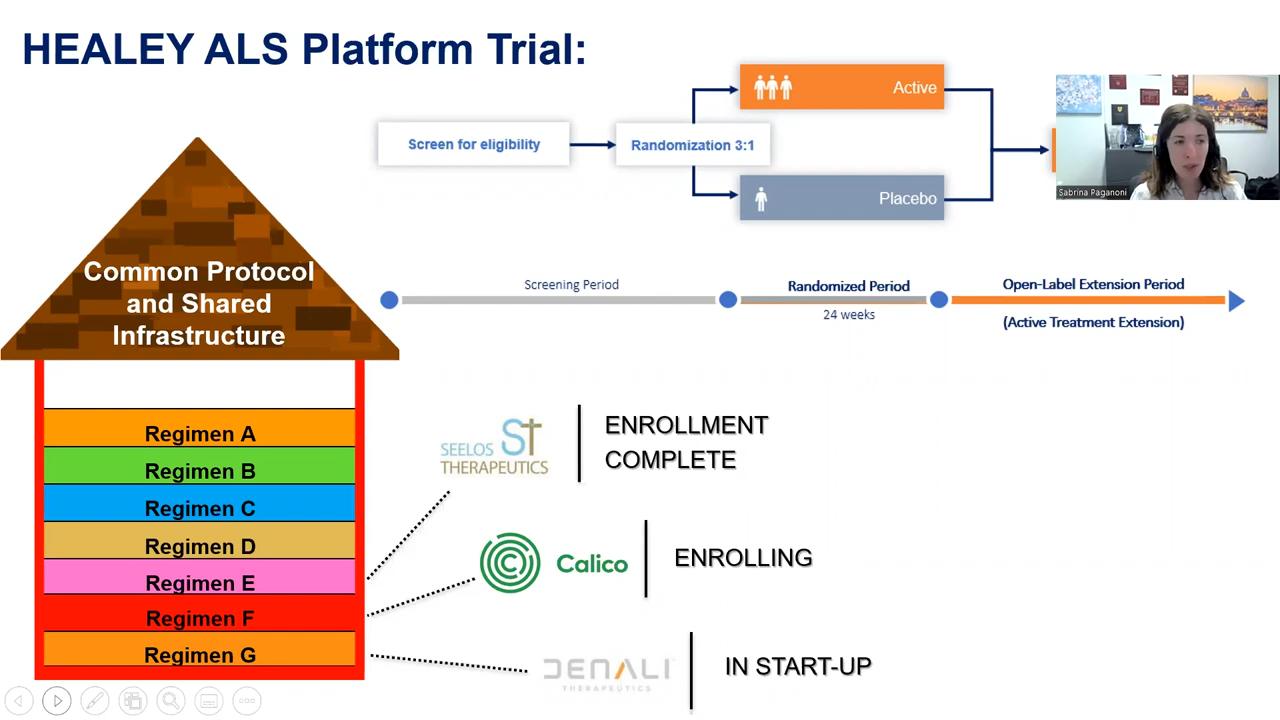 HEALEY ALS Platform Trial:
Screen for eligibility
Randomization 3:1
Active
Placebo
Sabrina Paganoni
Common Protocol
and Shared
Infrastructure
Screening Period
Randomized Period
24 weeks
Open-Label Extension Period
(Active Treatment Extension)
Regimen A
Regimen B
Regimen C
Regimen D
Regimen E
Regimen F
Regimen G
SEELOS ST
THERAPEUTICS
ENROLLMENT
COMPLETE
C
Calico
ENROLLING
DENALI
THERAPEUTICS
IN START-UP